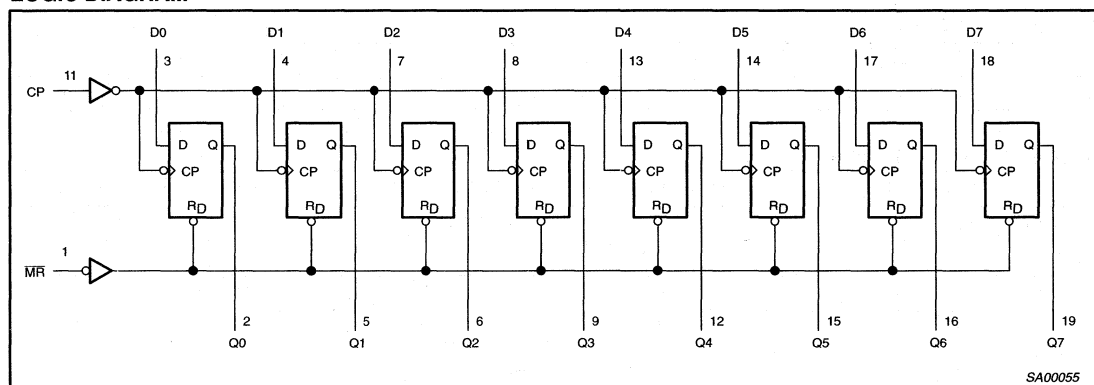 D0 D1 D2 D3 D4 D5 D6 D7
3 4 7 8 13 14 17 18
11
CP
D Q D Q D Q D Q D Q D Q D Q D Q
CP CP CP CP CP CP CP CP
RD RD RD RD RD RD RD RD
1
MR
2 5 6 9 12 15 16 19
Q0 Q1 Q2 Q3 Q4 Q5 Q6 Q7
SA00055